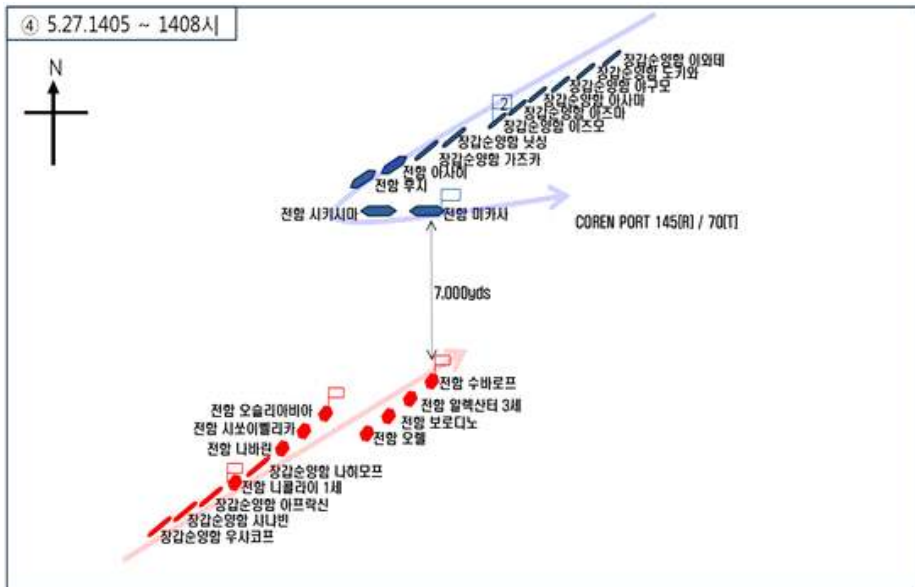 ④ 5.27.1405 ~ 1408시
N
장갑순양함 이와테
장갑순양함 도키와
장갑순양함 야구모
장갑순양함 아사마
장갑순양함 아즈마
2
장갑순양함 이즈모
장갑순양함 닛싱
장갑순양함 가즈카
전함 아사히
전함 후지
전함 시키시마
전함 미카사
COREN PORT 145[R] / 70[T]
7.000yds
전함 수바로프
전함 알렉산터 3세
전함 보로디노
전함 오렐
전함 오슬리아비아
전함 시쏘이벨리카
전함 나바린
장갑순양함 나히모프
전함 니콜라이 1세
장갑순양함 아프락신
장갑순양함 시냐빈
장갑순양함 우샤코프